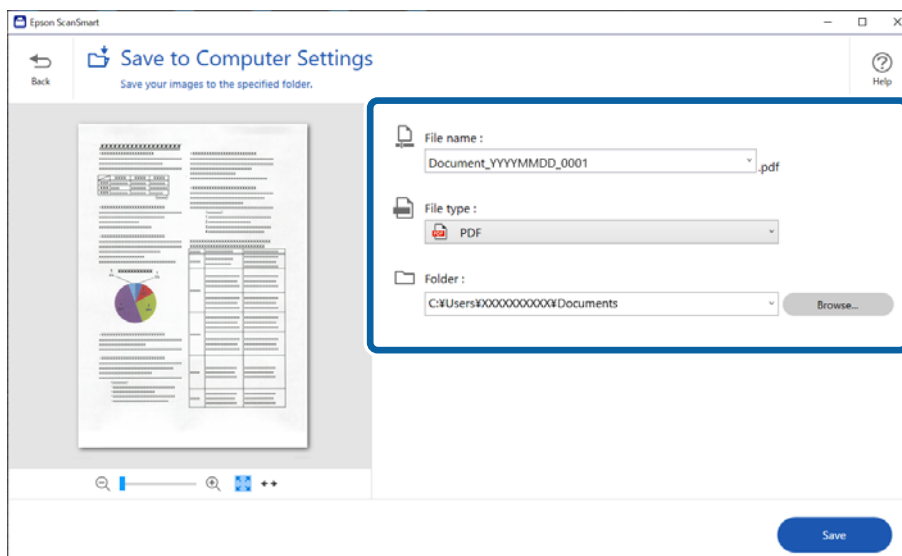 Epson ScanSmart
Back
Save to Computer Settings
Save your images to the specified folder.
Help
File name :
Document_YYYYMMDD_0001
.pdf
File type :
PDF
Folder :
C:¥Users¥XXXXXXXXXX¥Documents
Browse...
Save